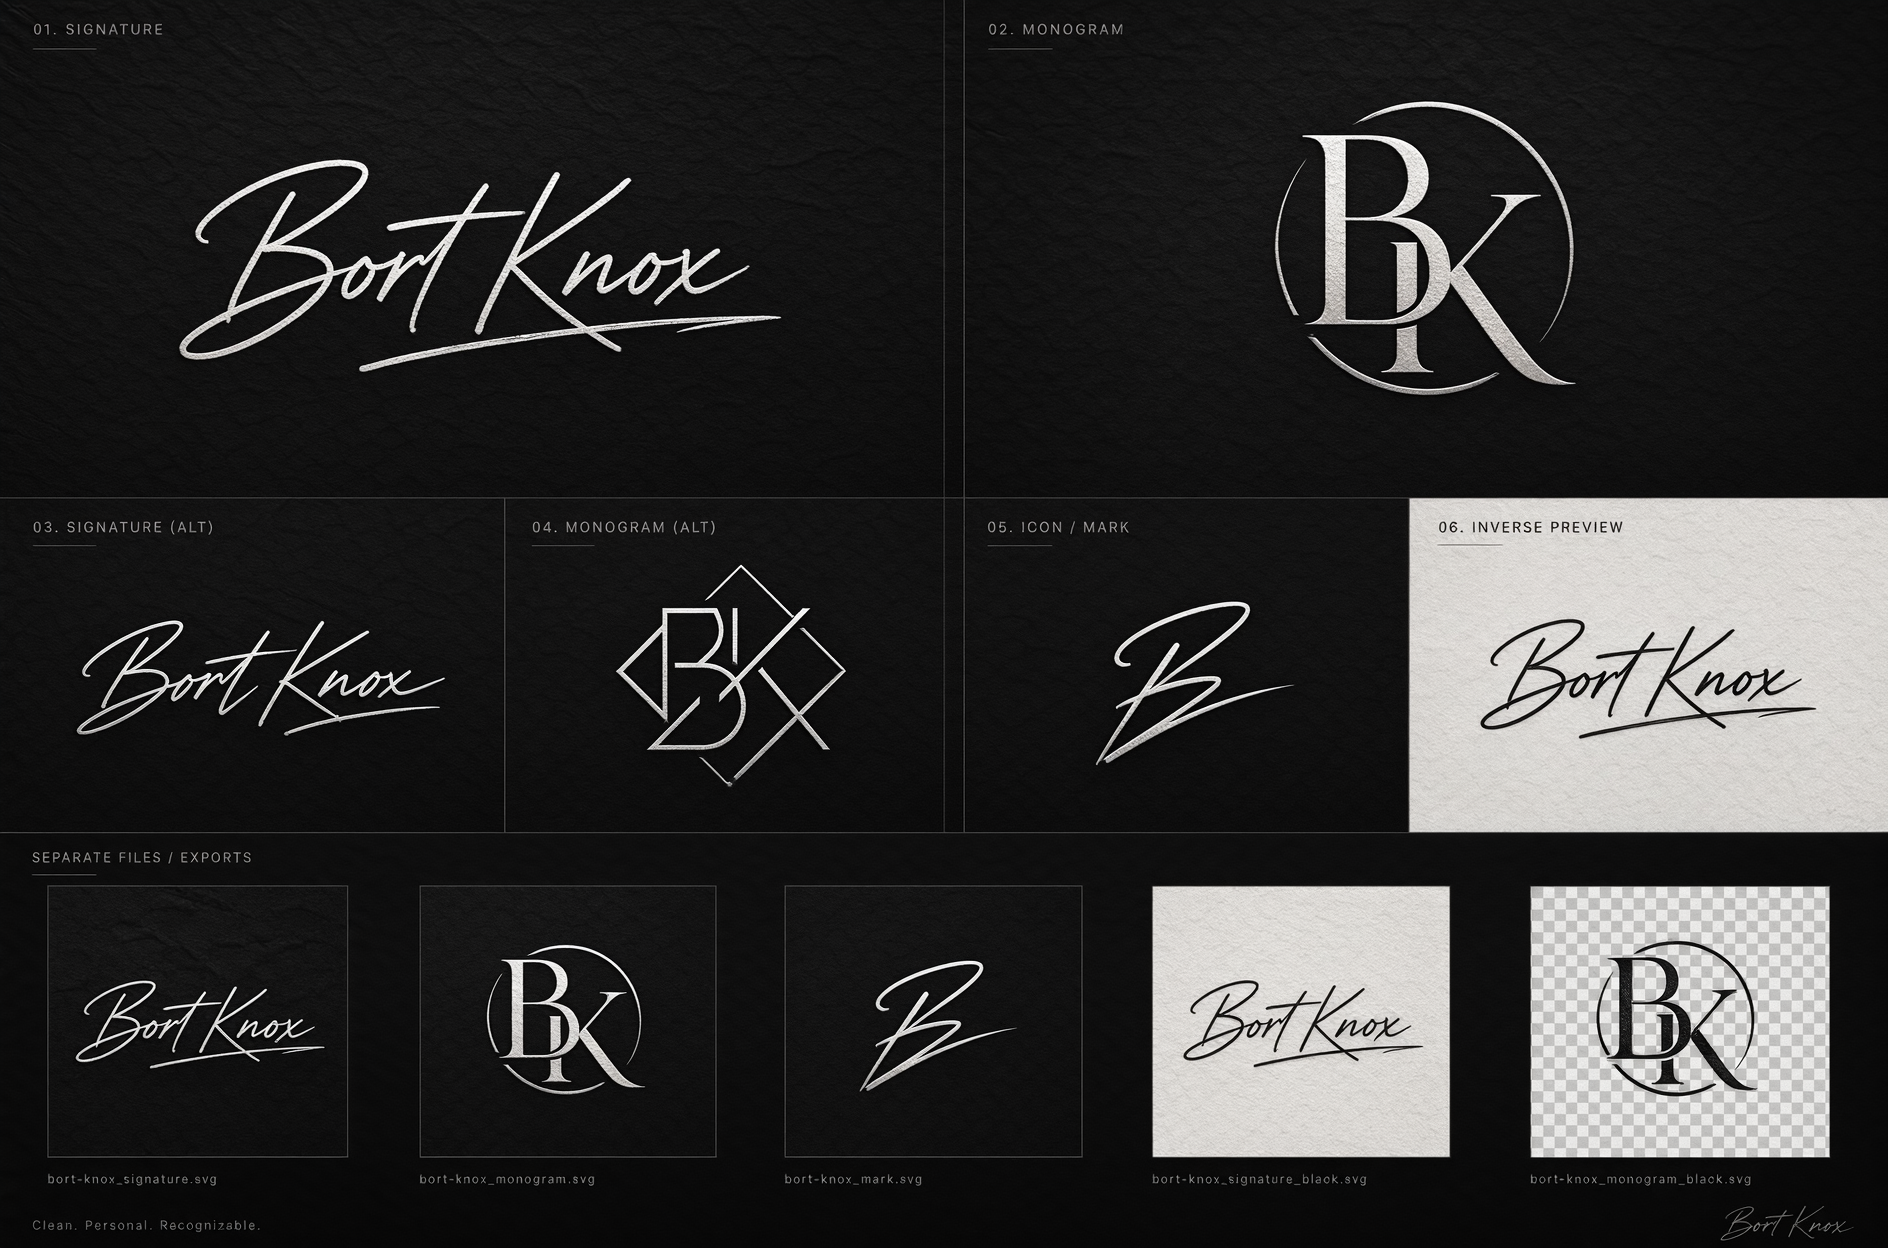 01. SIGNATURE
Bort Knox
02. MONOGRAM
BK
03. SIGNATURE (ALT)
Bort Knox
04. MONOGRAM (ALT)
BK
05. ICON / MARK
B
06. INVERSE PREVIEW
Bort Knox
SEPARATE FILES / EXPORTS
Bort Knox
bort-knox_signature.svg
BK
bort-knox_monogram.svg
B
bort-knox_mark.svg
Bort Knox
bort-knox_signature_black.svg
BK
bort-knox_monogram_black.svg
Clean. Personal. Recognizable.
Bort Knox